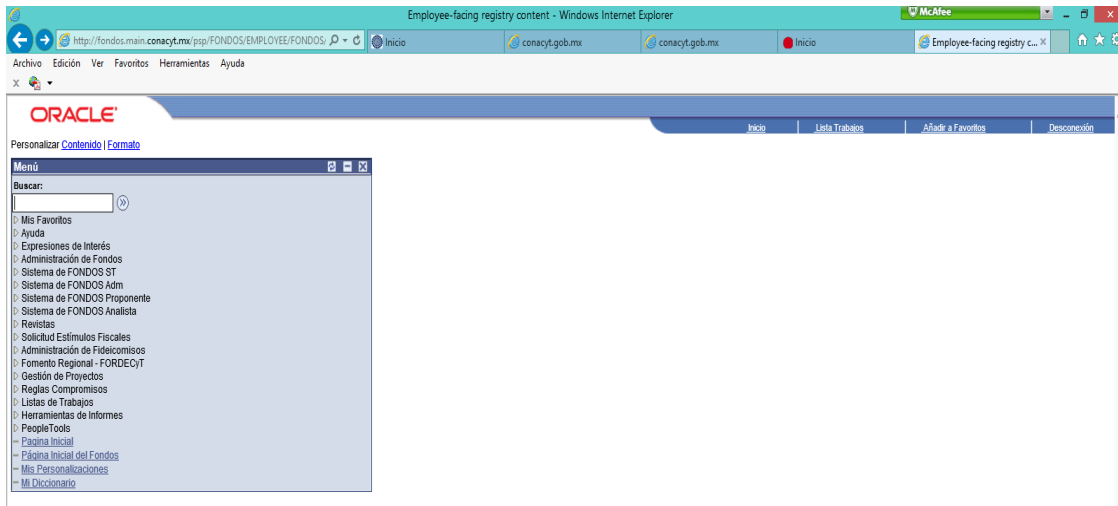 Employee-facing registry content - Windows Internet Explorer
McAfee
http://fondos.main.conacyt.mx/psp/FONDOS/EMPLOYEE/FONDOS/
Inicio
conacyt.gob.mx
conacyt.gob.mx
Inicio
Employee-facing registry c... X
Archivo Edición Ver Favoritos Herramientas Ayuda
x
ORACLE'
Inicio | Lista Trabajos | Añadir a Favoritos | Desconexión
Personalizar Contenido | Formato
Menú
Buscar:
Mis Favoritos
Ayuda
Expresiones de Interés
Administración de Fondos
Sistema de FONDOS ST
Sistema de FONDOS Adm
Sistema de FONDOS Proponente
Sistema de FONDOS Analista
Revistas
Solicitud Estímulos Fiscales
Administración de Fideicomisos
Fomento Regional - FORDECyT
Gestión de Proyectos
Reglas Compromisos
Listas de Trabajos
Herramientas de Informes
PeopleTools
Pagina Inicial
Página Inicial del Fondos
Mis Personalizaciones
Mi Diccionario